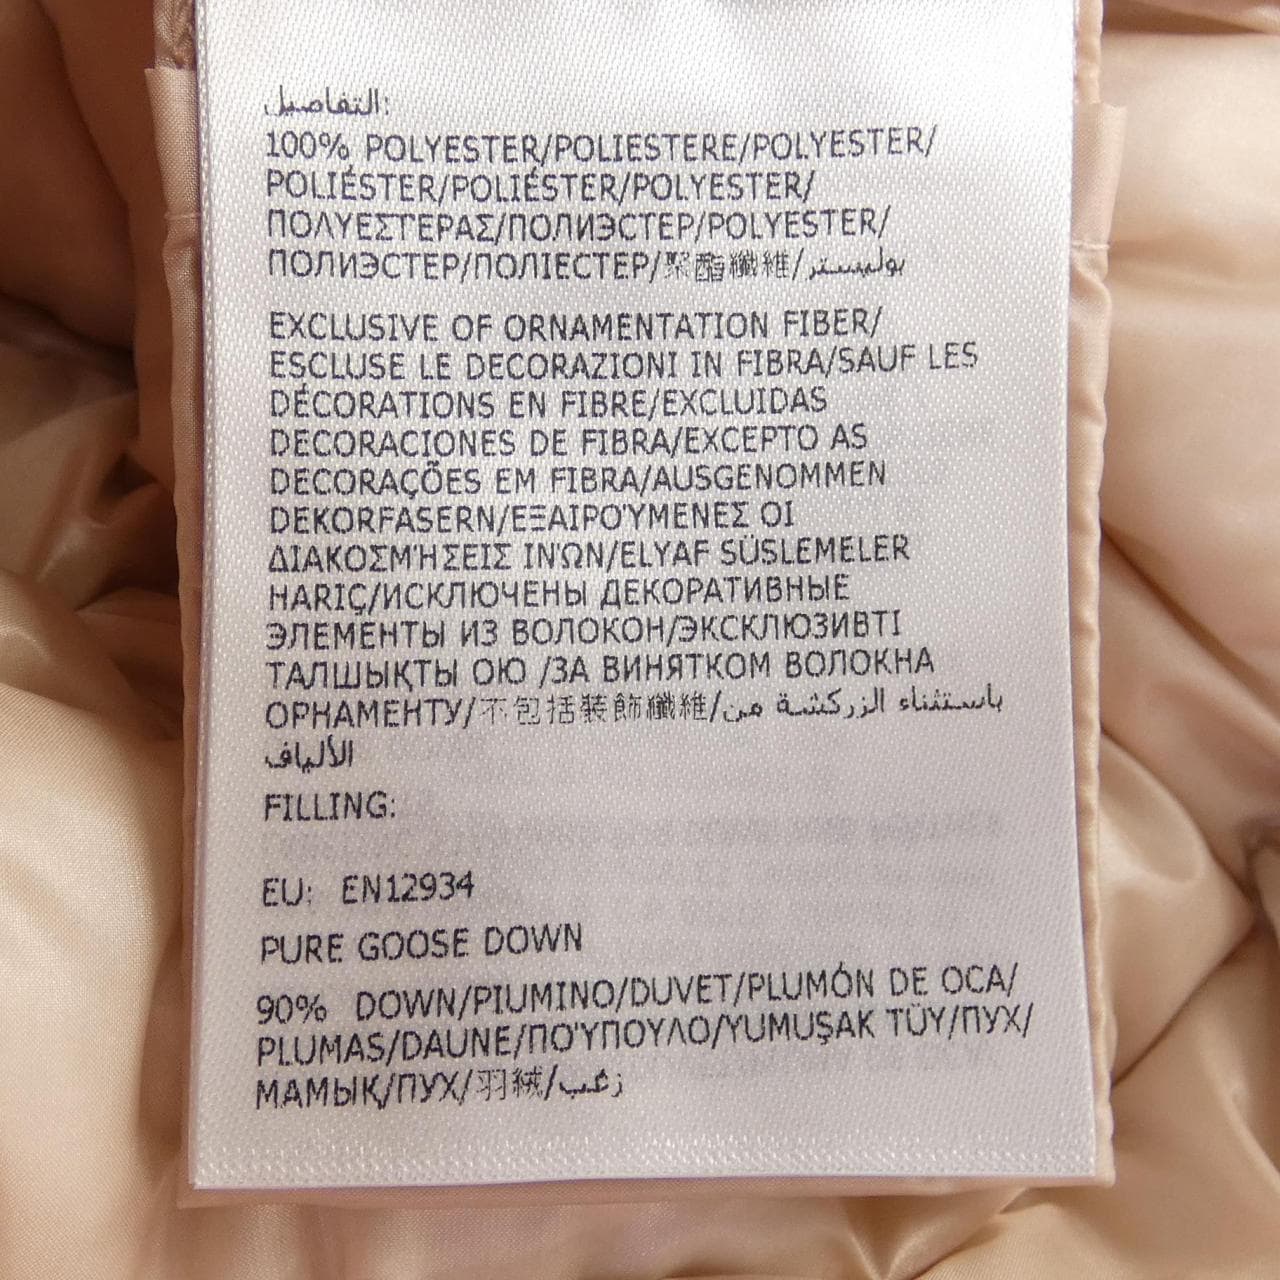 التفاصيل:
100% POLYESTER/POLIESTERE/POLYESTER/
POLIÉSTER/POLIÉSTER/POLYESTER/
ΠΟΛΥΕΣΤΕΡΑΣ/ПОЛИЭСТЕР/POLYESTER/
ПОЛИЭСТЕР/ПОЛІЕСТЕР/聚酯纖維/بوليستر
EXCLUSIVE OF ORNAMENTATION FIBER/
ESCLUSE LE DECORAZIONI IN FIBRA/SAUF LES
DÉCORATIONS EN FIBRE/EXCLUIDAS
DECORACIONES DE FIBRA/EXCEPTO AS
DECORAÇÕES EM FIBRA/AUSGENOMMEN
DEKORFASERN/ΕΞΑΙΡΟΎΜΕΝΕΣ ΟΙ
ΔΙΑΚΟΣΜΉΣΕΙΣ ΙΝΏΝ/ELYAF SÜSLEMELER
HARIÇ/ИСКЛЮЧЕНЫ ДЕКОРАТИВНЫЕ
ЭЛЕМЕНТЫ ИЗ ВОЛОКОН/ЭКСКЛЮЗИВТІ
ТАЛШЫҚТЫ ОЮ /ЗА ВИНЯТКОМ ВОЛОКНА
ОРНАМЕНТУ/不包括裝飾纖維/باستثناء الزركشة من
الألياف
FILLING:
EU: EN12934
PURE GOOSE DOWN
90% DOWN/PIUMINO/DUVET/PLUMÓN DE OCA/
PLUMAS/DAUNE/ΠΟΎΠΟΥΛΟ/YUMUŞAK TÜY/ПУХ/
МАМЫҚ/ПУХ/羽絨/زغب